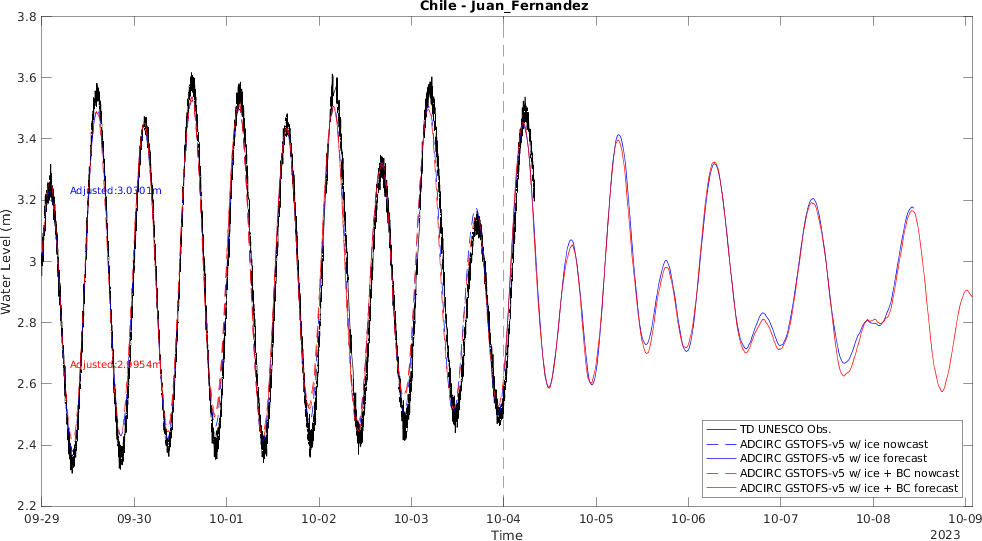 Chile - Juan_Fernandez
3.8
3.6
3.4
3.2
3
2.8
2.6
2.4
2.2
Water Level (m)
Adjusted:3.0301m
Adjusted:2.9954m
TD UNESCO Obs.
ADCIRC GSTOFS-v5 w/ ice nowcast
ADCIRC GSTOFS-v5 w/ ice forecast
ADCIRC GSTOFS-v5 w/ ice + BC nowcast
ADCIRC GSTOFS-v5 w/ ice + BC forecast
09-29 09-30 10-01 10-02 10-03 10-04 10-05 10-06 10-07 10-08 10-09
Time
2023